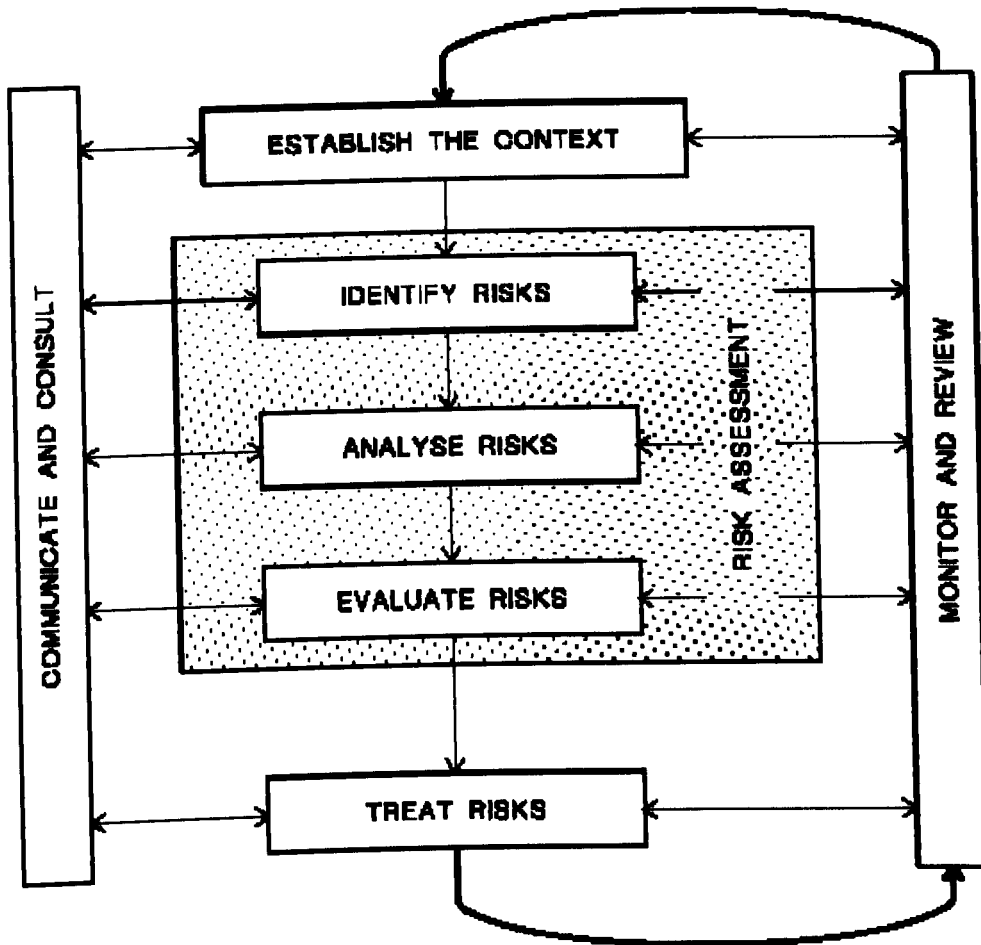 ESTABLISH THE CONTEXT
IDENTIFY RISKS
ANALYSE RISKS
EVALUATE RISKS
TREAT RISKS
COMMUNICATE AND CONSULT
RISK ASSESSMENT
MONITOR AND REVIEW